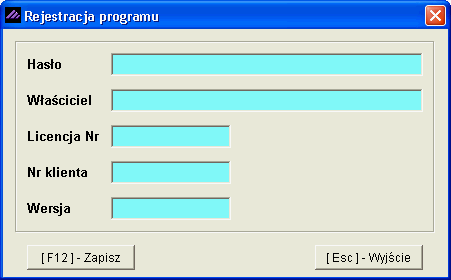 Rejestracja programu
Hasło
Właściciel
Licencja Nr
Nr klienta
Wersja
[ F12 ] - Zapisz [ Esc ] - Wyjście